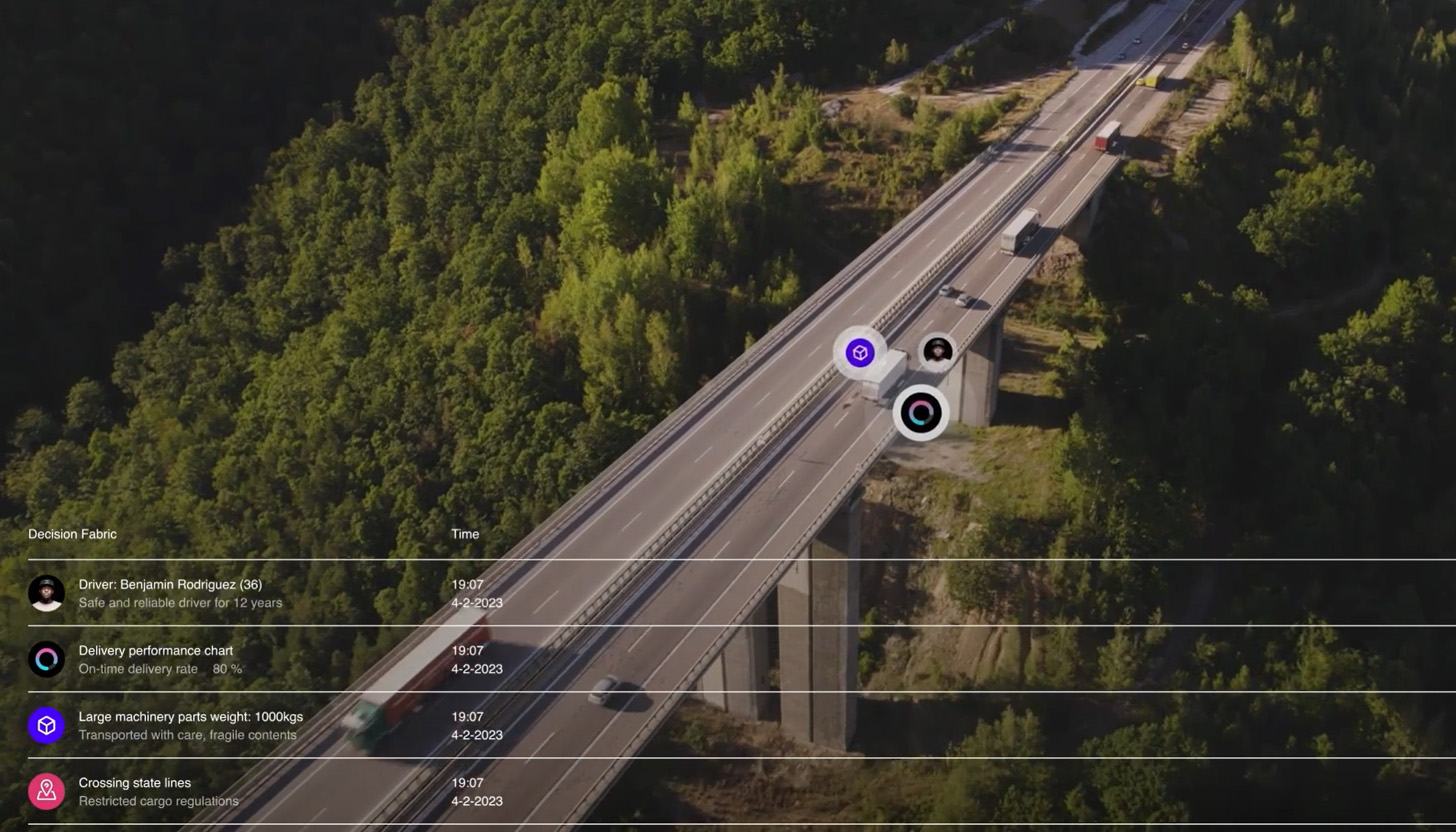 Decision Fabric
Time
Driver: Benjamin Rodriguez (36)
Safe and reliable driver for 12 years
19:07
4-2-2023
Delivery performance chart
On-time delivery rate 80 %
19:07
4-2-2023
Large machinery parts weight: 1000kgs
Transported with care, fragile contents
19:07
4-2-2023
Crossing state lines
Restricted cargo regulations
19:07
4-2-2023